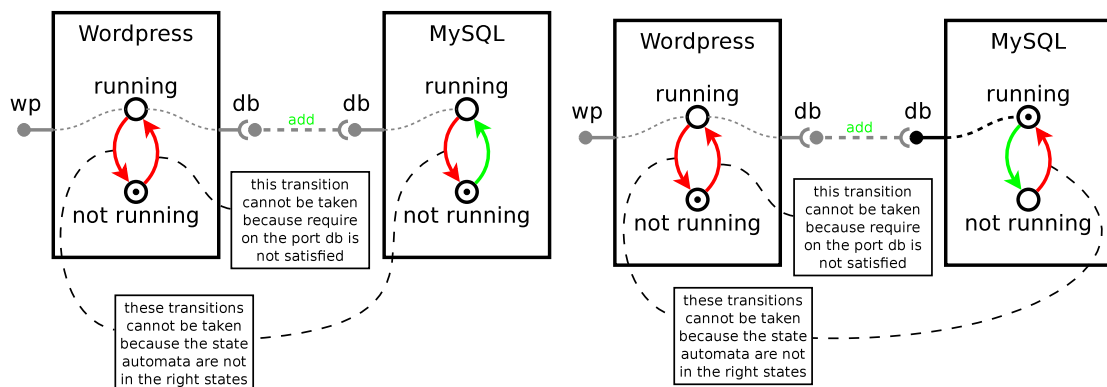 Wordpress
MySQL
running
running
wp
db
db
add
not running
not running
this transition
cannot be taken
because require
on the port db is
not satisfied
these transitions
cannot be taken
because the state
automata are not
in the right states
Wordpress
MySQL
running
running
wp
db
db
add
not running
not running
this transition
cannot be taken
because require
on the port db is
not satisfied
these transitions
cannot be taken
because the state
automata are not
in the right states